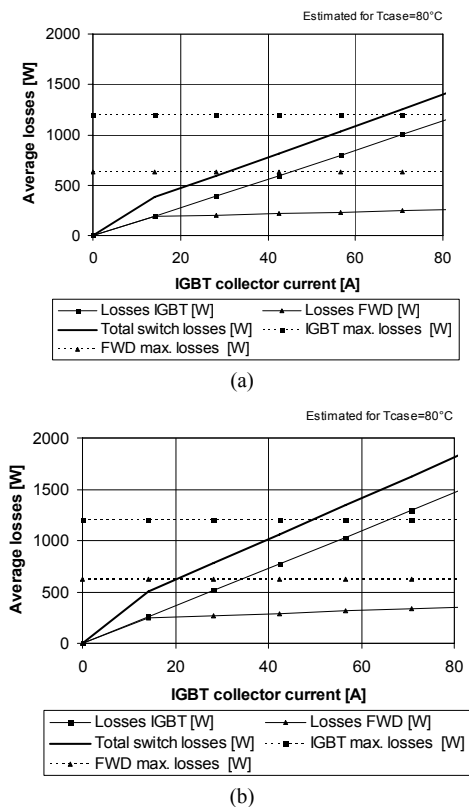 Estimated for Tcase=80°C
2000
1500
1000
500
0
Average losses [W]
0 20 40 60 80
IGBT collector current [A]
Losses IGBT [W] Losses FWD [W]
Total switch losses [W] IGBT max. losses [W]
FWD max. losses [W]
(a)
Estimated for Tcase=80°C
2000
1500
1000
500
0
Average losses [W]
0 20 40 60 80
IGBT collector current [A]
Losses IGBT [W] Losses FWD [W]
Total switch losses [W] IGBT max. losses [W]
FWD max. losses [W]
(b)